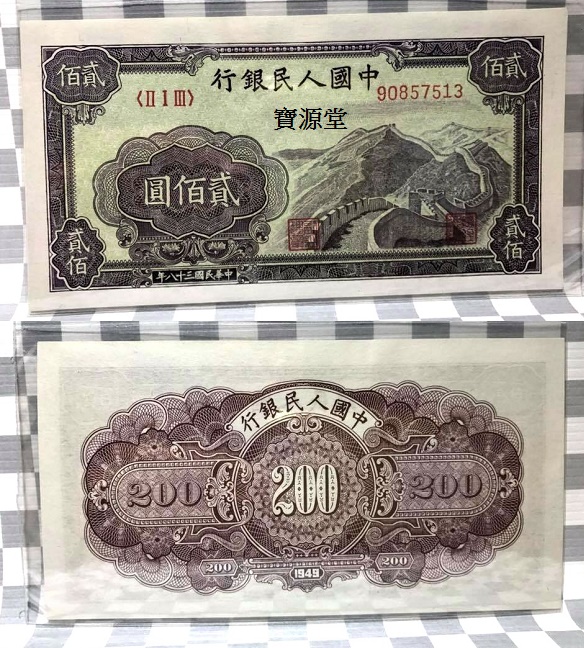 行銀民人國中
佰貳
佰貳
〈II I III〉
90857513
寶源堂
圓佰貳
貳佰
貳佰
年八十三國民華中
行銀民人國中
200
200
200
200
200
1949